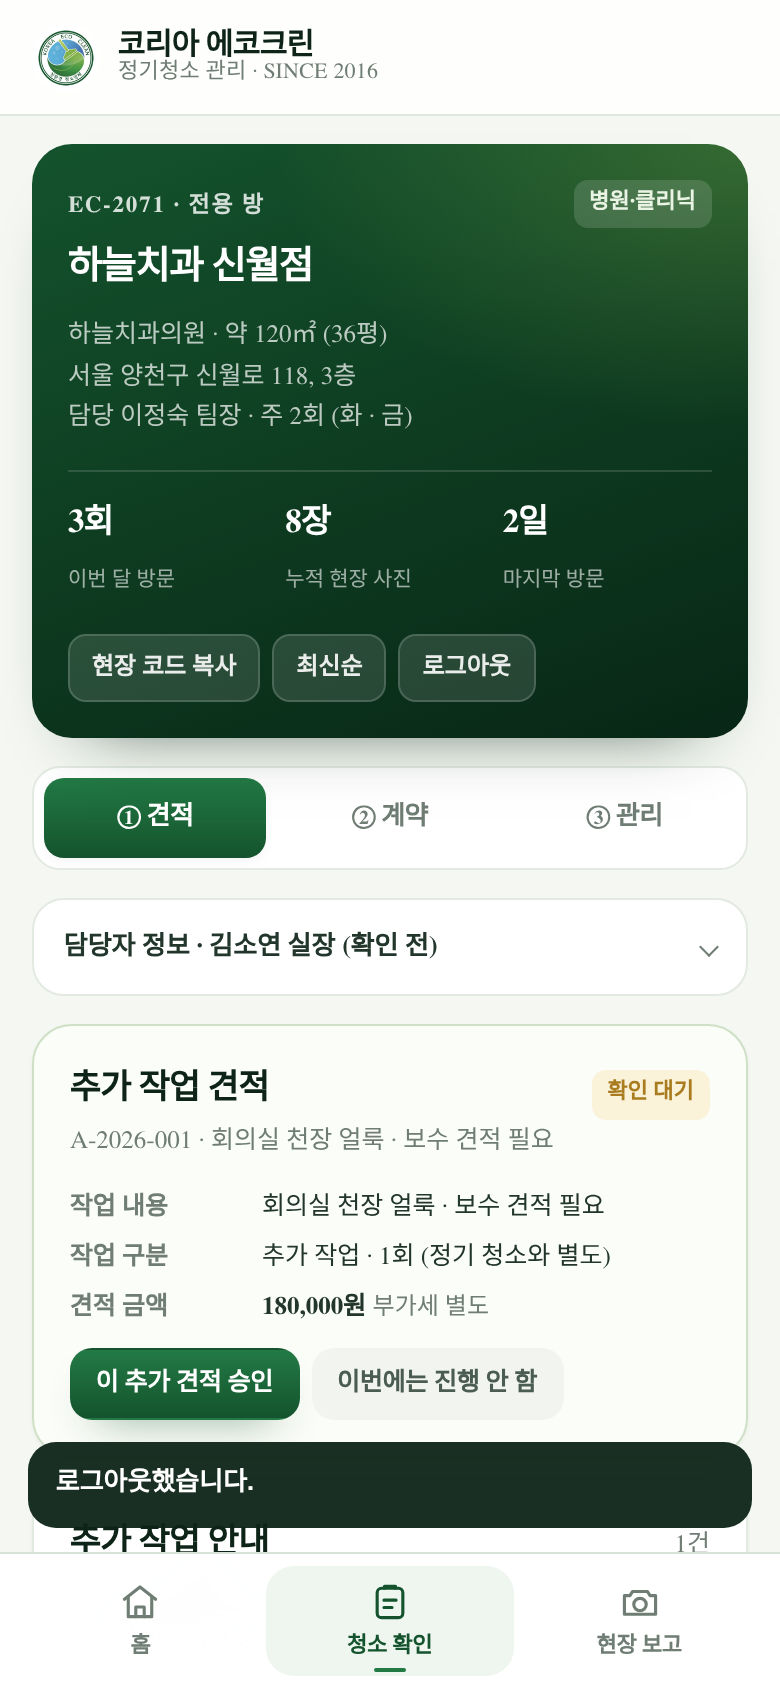 코리아 에코크린
정기청소 관리 · SINCE 2016
EC-2071 · 전용 방
병원·클리닉
하늘치과 신월점
하늘치과의원 · 약 120㎡ (36평)
서울 양천구 신월로 118, 3층
담당 이정숙 팀장 · 주 2회 (화 · 금)
3회
8장
2일
이번 달 방문
누적 현장 사진
마지막 방문
현장 코드 복사
최신순
로그아웃
① 견적
② 계약
③ 관리
담당자 정보 · 김소연 실장 (확인 전)
추가 작업 견적
확인 대기
A-2026-001 · 회의실 천장 얼룩 · 보수 견적 필요
작업 내용 회의실 천장 얼룩 · 보수 견적 필요
작업 구분 추가 작업 · 1회 (정기 청소와 별도)
견적 금액 180,000원 부가세 별도
이 추가 견적 승인
이번에는 진행 안 함
로그아웃했습니다.
추가 작업 안내
1건
홈
청소 확인
현장 보고